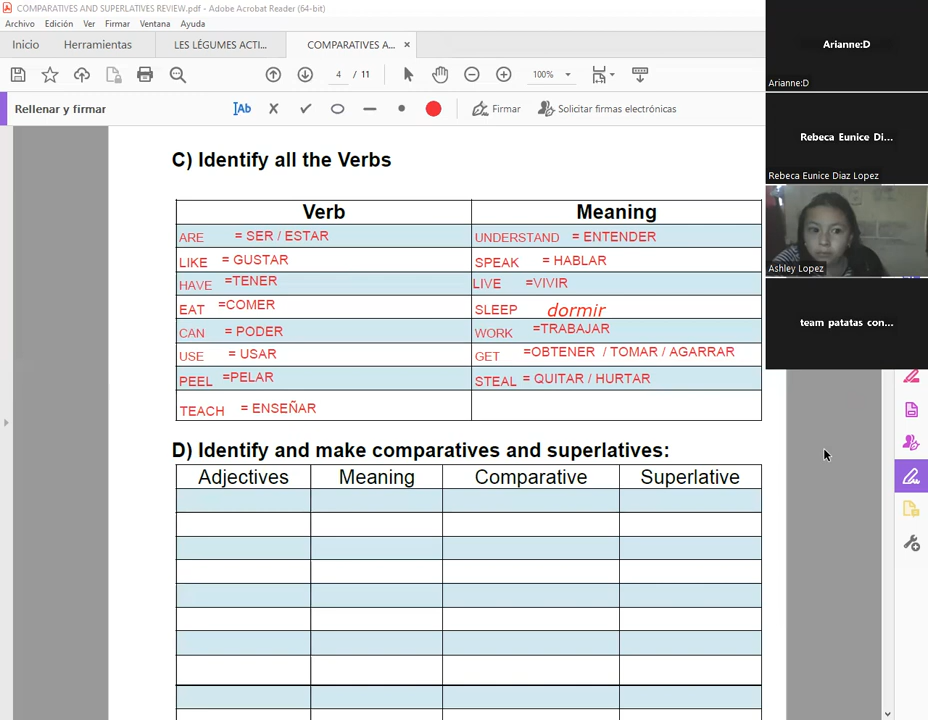 COMPARATIVES AND SUPERLATIVES REVIEW.pdf - Adobe Acrobat Reader (64-bit)
Archivo Edición Ver Firmar Ventana Ayuda
Inicio Herramientas LES LÉGUMES ACTI... COMPARATIVES A... ×
4 / 11 100%
Rellenar y firmar Ab Firmar Solicitar firmas electrónicas
C) Identify all the Verbs
Verb Meaning
ARE = SER / ESTAR UNDERSTAND = ENTENDER
LIKE = GUSTAR SPEAK = HABLAR
HAVE =TENER LIVE =VIVIR
EAT =COMER SLEEP dormir
CAN = PODER WORK =TRABAJAR
USE = USAR GET =OBTENER / TOMAR / AGARRAR
PEEL =PELAR STEAL = QUITAR / HURTAR
TEACH = ENSEÑAR
D) Identify and make comparatives and superlatives:
Adjectives Meaning Comparative Superlative
Arianne:D
Arianne:D
Rebeca Eunice Di...
Rebeca Eunice Diaz Lopez
Ashley Lopez
team patatas con...